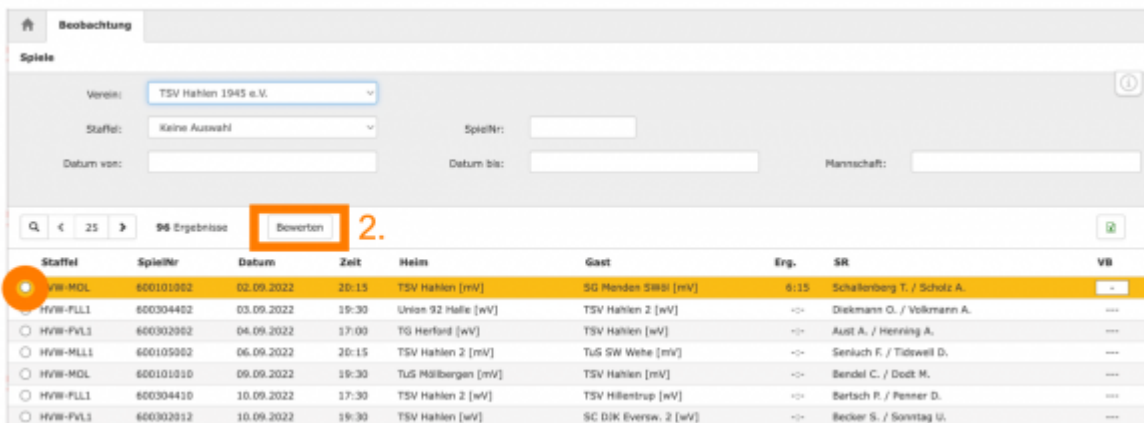 Beobachtung
Spiele
Verein: TSV Hahlen 1945 e.V.
Staffel: Keine Auswahl SpielNr:
Datum von: Datum bis: Mannschaft:
25 96 Ergebnisse Bewerten 2.
Staffel SpielNr Datum Zeit Heim Gast Erg. SR VB
HVW-MOL 600101002 02.09.2022 20:15 TSV Hahlen [mV] SG Menden SWöl [mV] 6:15 Schallenberg T. / Scholz A. -
HVW-FLL1 600304402 03.09.2022 19:30 Union 92 Halle [wV] TSV Hahlen 2 [wV] -:- Diekmann O. / Volkmann A. ---
HVW-FVL1 600302002 04.09.2022 17:00 TG Herford [wV] TSV Hahlen [wV] -:- Aust A. / Henning A. ---
HVW-MLL1 600105002 06.09.2022 20:15 TSV Hahlen 2 [mV] TuS SW Wehe [mV] -:- Seniuch F. / Tidswell D. ---
HVW-MOL 600101010 09.09.2022 19:30 TuS Möllbergen [mV] TSV Hahlen [mV] -:- Bendel C. / Dodt M. ---
HVW-FLL1 600304410 10.09.2022 17:30 TSV Hahlen 2 [wV] TSV Hillentrup [wV] -:- Bartsch P. / Penner D. ---
HVW-FVL1 600302012 10.09.2022 19:30 TSV Hahlen [wV] SC DJK Eversw. 2 [wV] -:- Becker S. / Sonntag U. ---